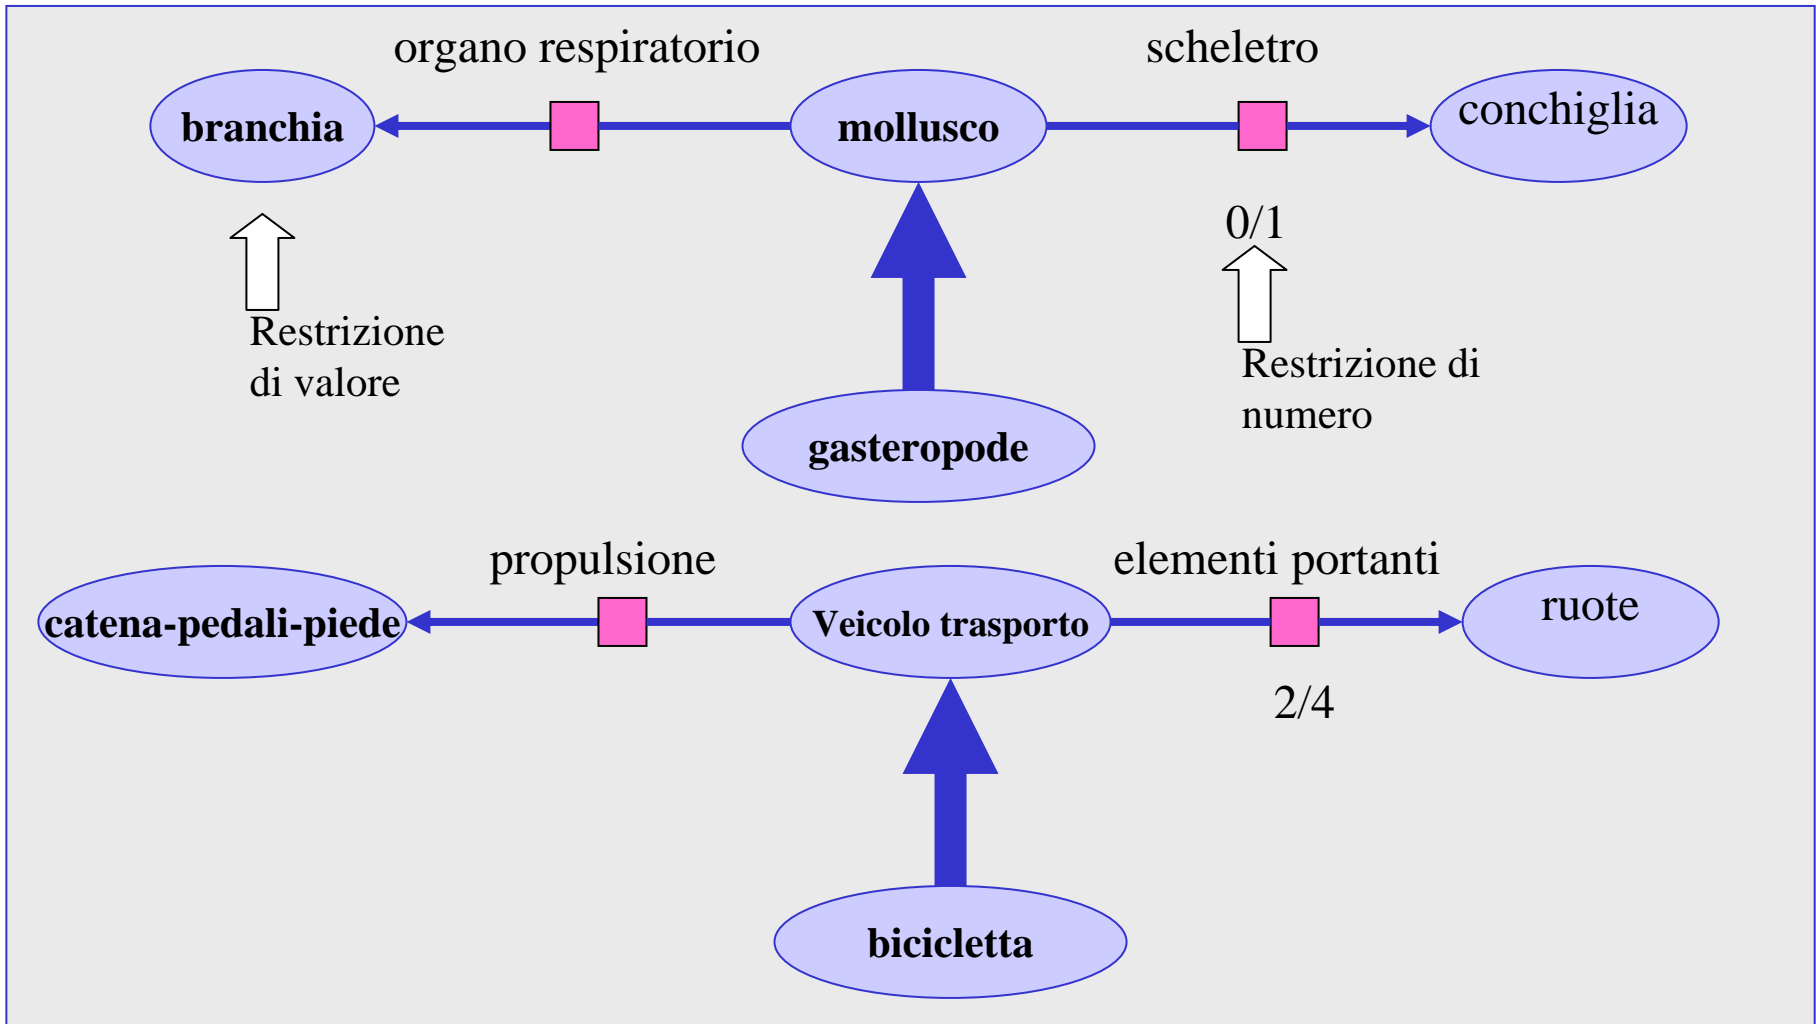 organo respiratorio
scheletro
branchia
mollusco
conchiglia
0/1
Restrizione
di valore
Restrizione di
numero
gasteropode
propulsione
elementi portanti
catena-pedali-piede
Veicolo trasporto
ruote
2/4
bicicletta